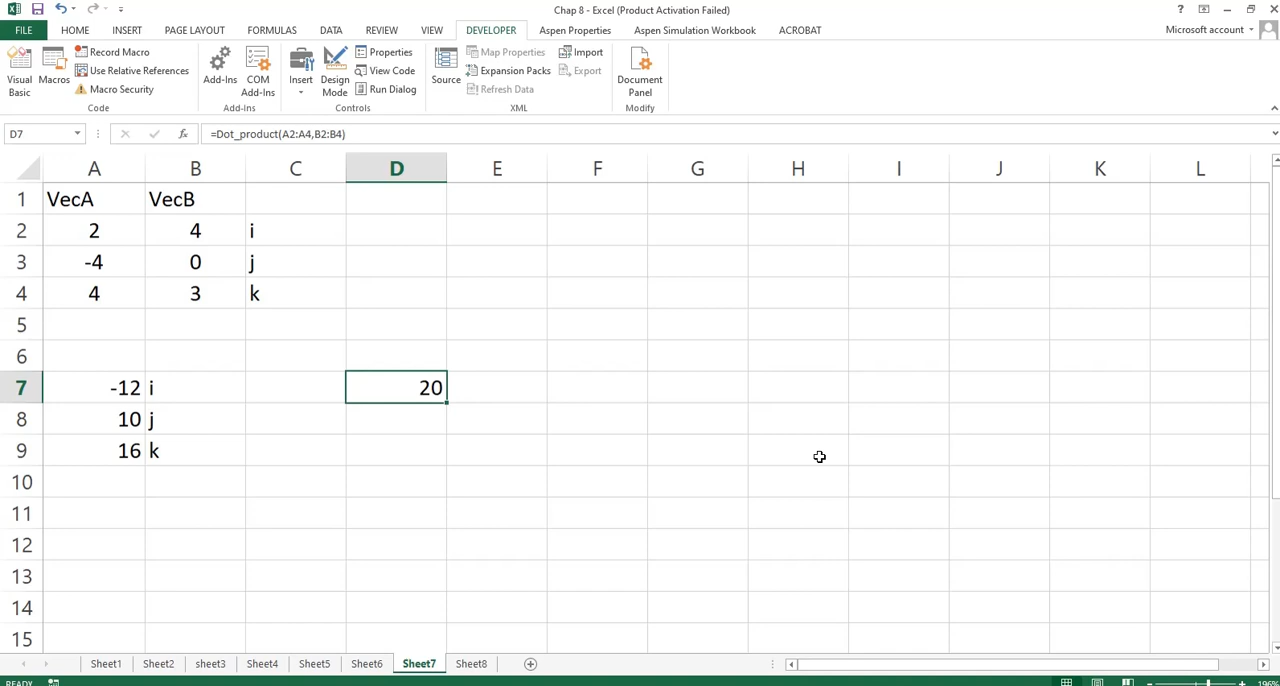 Chap 8 - Excel (Product Activation Failed)
FILE HOME INSERT PAGE LAYOUT FORMULAS DATA REVIEW VIEW DEVELOPER Aspen Properties Aspen Simulation Workbook ACROBAT Microsoft account
Visual Basic
Macros
Record Macro
Use Relative References
Macro Security
Code
Add-Ins
COM Add-Ins
Add-Ins
Insert
Design Mode
Properties
View Code
Run Dialog
Controls
Source
Map Properties
Expansion Packs
Refresh Data
Import
Export
XML
Document Panel
Modify
D7 fx =Dot_product(A2:A4,B2:B4)
A B C D E F G H I J K L
1 VecA VecB
2 2 4 i
3 -4 0 j
4 4 3 k
5
6
7 -12 i 20
8 10 j
9 16 k
10
11
12
13
14
15
Sheet1 Sheet2 sheet3 Sheet4 Sheet5 Sheet6 Sheet7 Sheet8
READY 196%